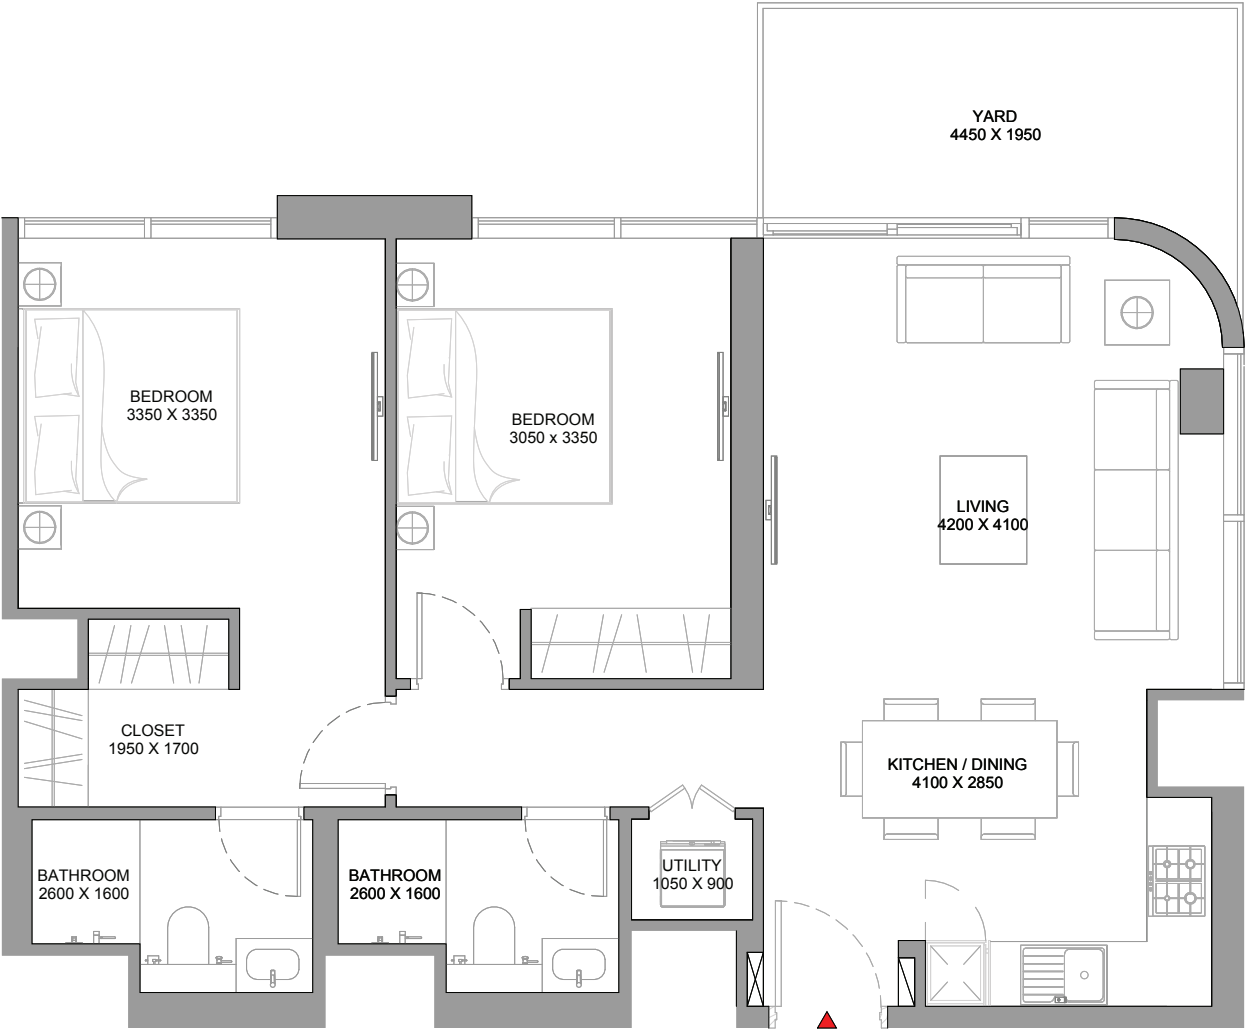 YARD
4450 X 1950
BEDROOM
3350 X 3350
BEDROOM
3050 x 3350
LIVING
4200 X 4100
CLOSET
1950 X 1700
KITCHEN / DINING
4100 X 2850
BATHROOM
2600 X 1600
BATHROOM
2600 X 1600
UTILITY
1050 X 900